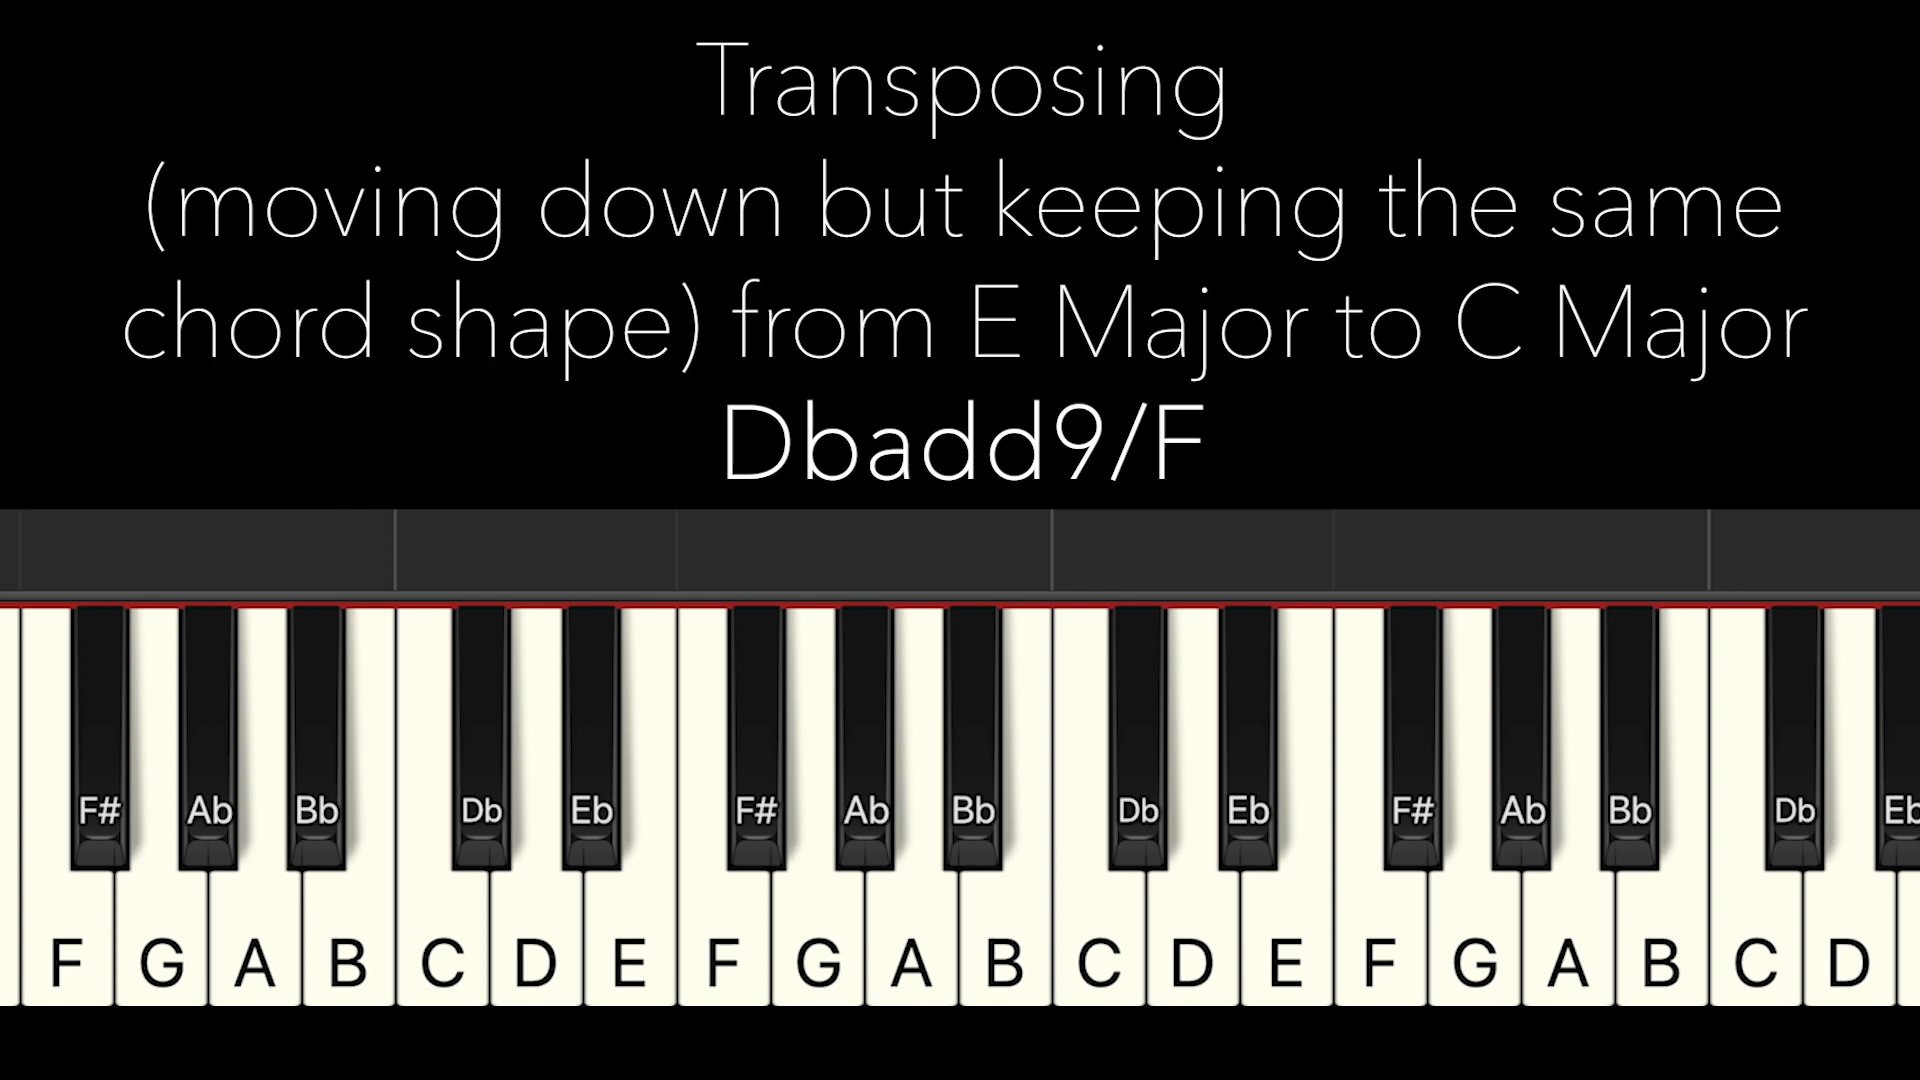 Transposing
(moving down but keeping the same
chord shape) from E Major to C Major
Dbadd9/F
F# Ab Bb Db Eb F# Ab Bb Db Eb F# Ab Bb Db Eb
F G A B C D E F G A B C D E F G A B C D